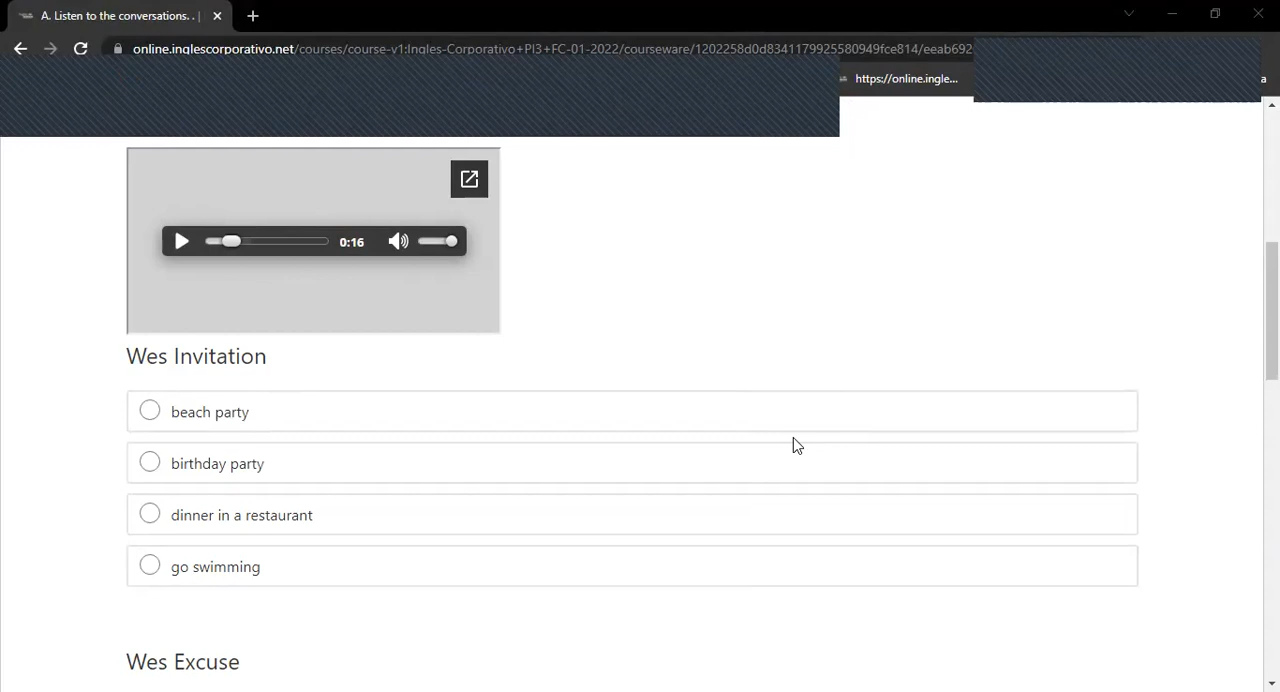 A. Listen to the conversations. . |
online.inglescorporativo.net/courses/course-v1:Ingles-Corporativo+PI3+FC-01-2022/courseware/1202258d0d8341179925580949fce814/eeab692
https://online.ingle...
a
0:16
Wes Invitation
beach party
birthday party
dinner in a restaurant
go swimming
Wes Excuse